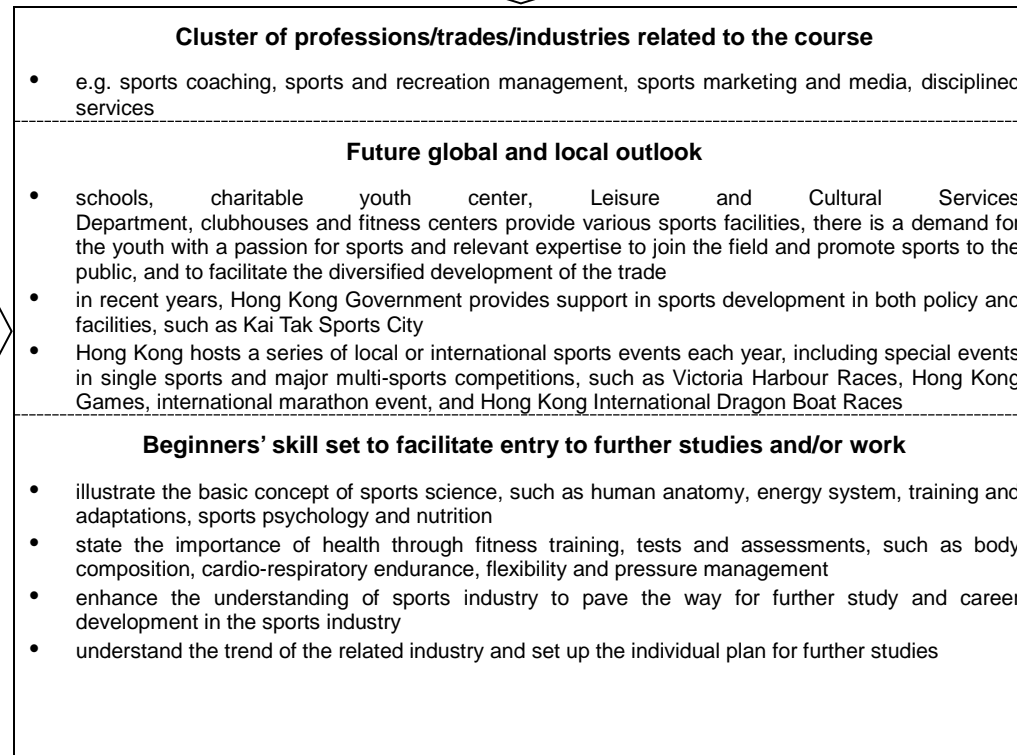 Cluster of professions/trades/industries related to the course
• e.g. sports coaching, sports and recreation management, sports marketing and media, disciplined
services
Future global and local outlook
• schools, charitable youth center, Leisure and Cultural Services
Department, clubhouses and fitness centers provide various sports facilities, there is a demand for
the youth with a passion for sports and relevant expertise to join the field and promote sports to the
public, and to facilitate the diversified development of the trade
• in recent years, Hong Kong Government provides support in sports development in both policy and
facilities, such as Kai Tak Sports City
• Hong Kong hosts a series of local or international sports events each year, including special events
in single sports and major multi-sports competitions, such as Victoria Harbour Races, Hong Kong
Games, international marathon event, and Hong Kong International Dragon Boat Races
Beginners’ skill set to facilitate entry to further studies and/or work
• illustrate the basic concept of sports science, such as human anatomy, energy system, training and
adaptations, sports psychology and nutrition
• state the importance of health through fitness training, tests and assessments, such as body
composition, cardio-respiratory endurance, flexibility and pressure management
• enhance the understanding of sports industry to pave the way for further study and career
development in the sports industry
• understand the trend of the related industry and set up the individual plan for further studies